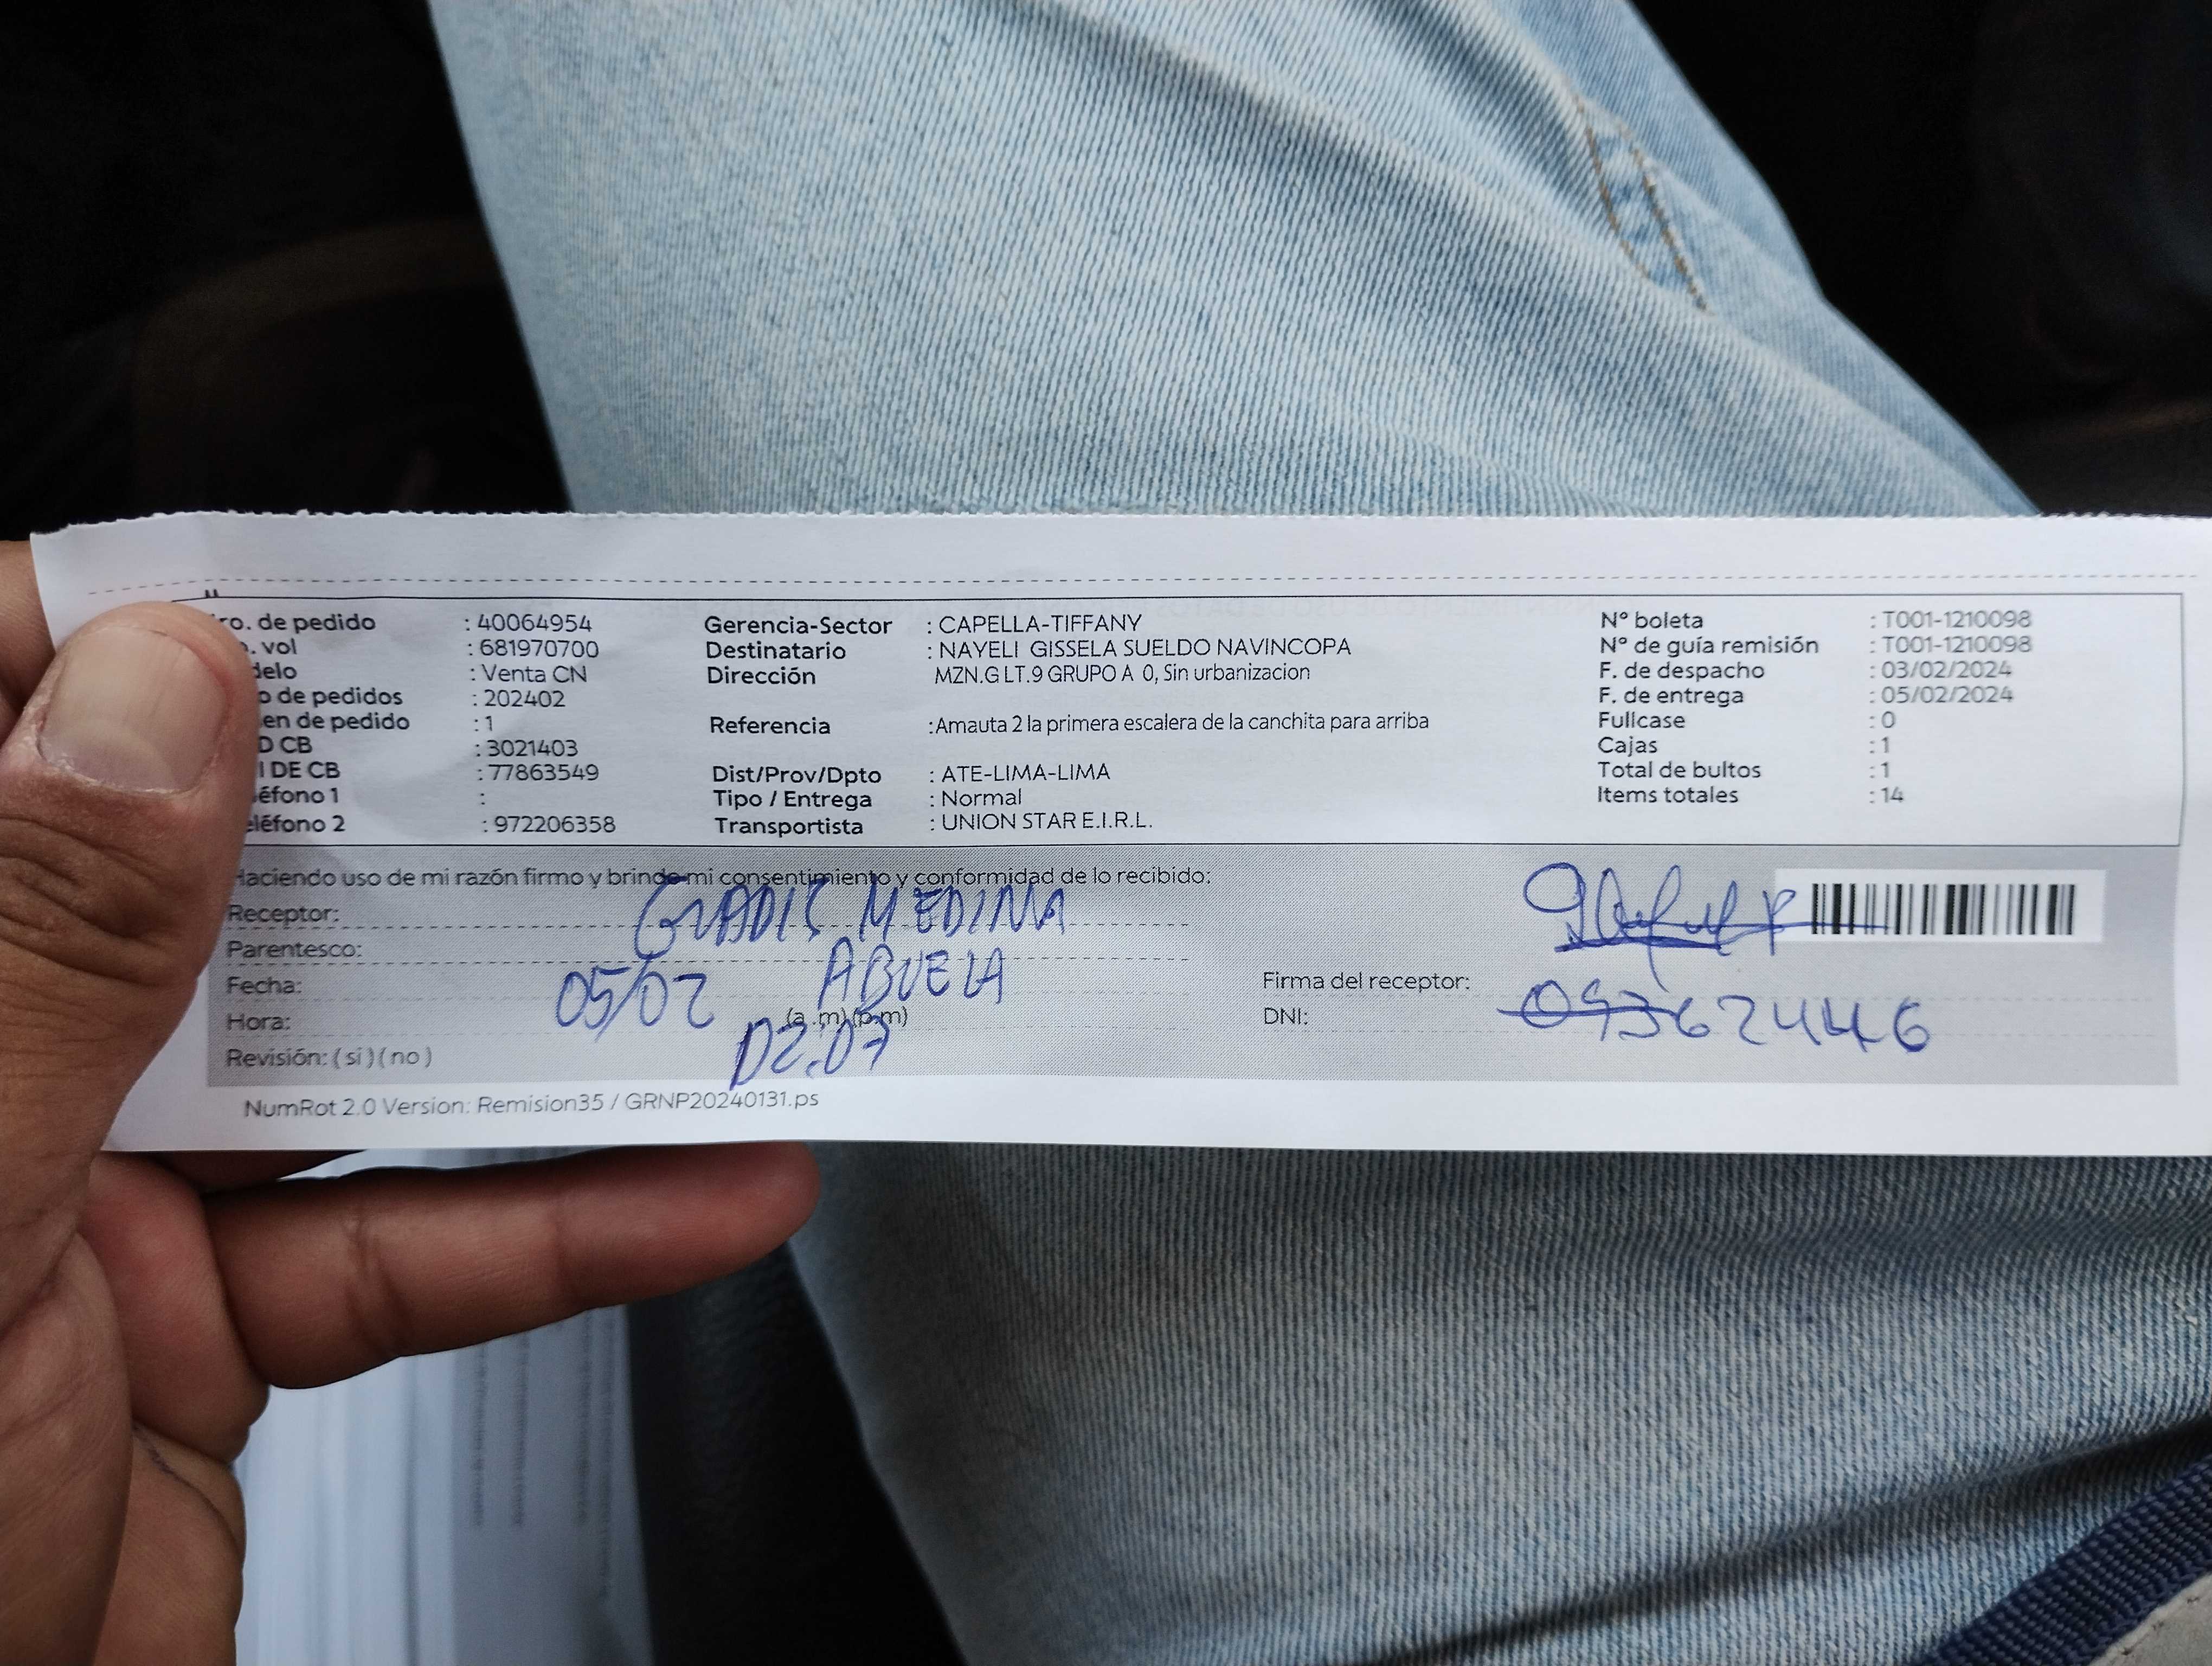 ro. de pedido : 40064954
. vol : 681970700
delo : Venta CN
o de pedidos : 202402
en de pedido : 1
D CB : 3021403
I DE CB : 77863549
éfono 1 :
eléfono 2 : 972206358
Gerencia-Sector : CAPELLA-TIFFANY
Destinatario : NAYELI GISSELA SUELDO NAVINCOPA
Dirección MZN.G LT.9 GRUPO A 0, Sin urbanizacion
Referencia :Amauta 2 la primera escalera de la canchita para arriba
Dist/Prov/Dpto : ATE-LIMA-LIMA
Tipo / Entrega : Normal
Transportista : UNION STAR E.I.R.L.
Nº boleta : T001-1210098
Nº de guía remisión : T001-1210098
F. de despacho : 03/02/2024
F. de entrega : 05/02/2024
Fullcase : 0
Cajas : 1
Total de bultos : 1
Items totales : 14
Haciendo uso de mi razón firmo y brindo mi consentimiento y conformidad de lo recibido:
Receptor: GLADIS MEDINA
Parentesco: ABUELA
Fecha: 05/02
Hora: (a .m) (p.m) 02:07
Revisión: ( si ) ( no )
Firma del receptor:
DNI: 09362446
NumRot 2.0 Version: Remision35 / GRNP20240131.ps